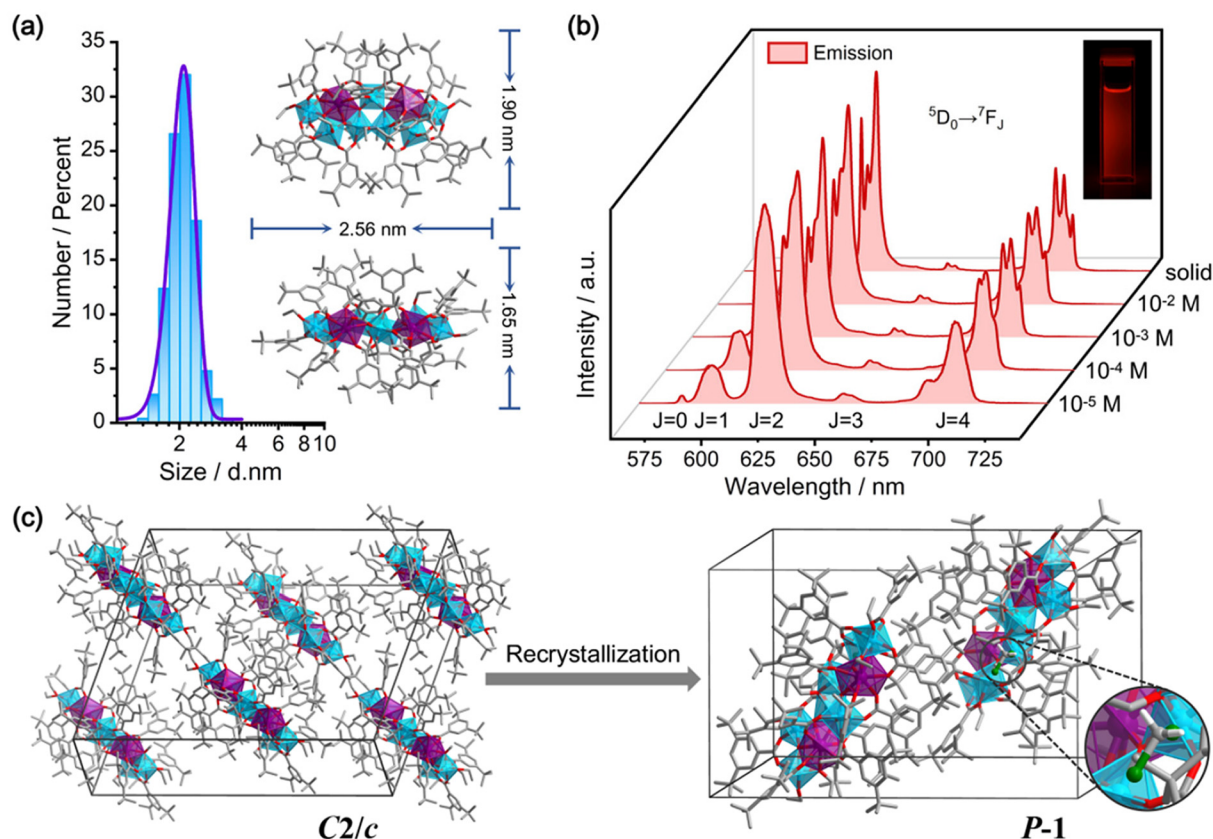 (a)
35
30
25
20
15
10
5
0
Number / Percent
2
4
6
8
10
Size / d.nm
1.90 nm
2.56 nm
1.65 nm
(b)
Emission
⁵D₀→⁷F_J
Intensity / a.u.
solid
10⁻² M
10⁻³ M
10⁻⁴ M
10⁻⁵ M
J=0 J=1 J=2 J=3 J=4
575 600 625 650 675 700 725
Wavelength / nm
(c)
Recrystallization
C2/c
P-1